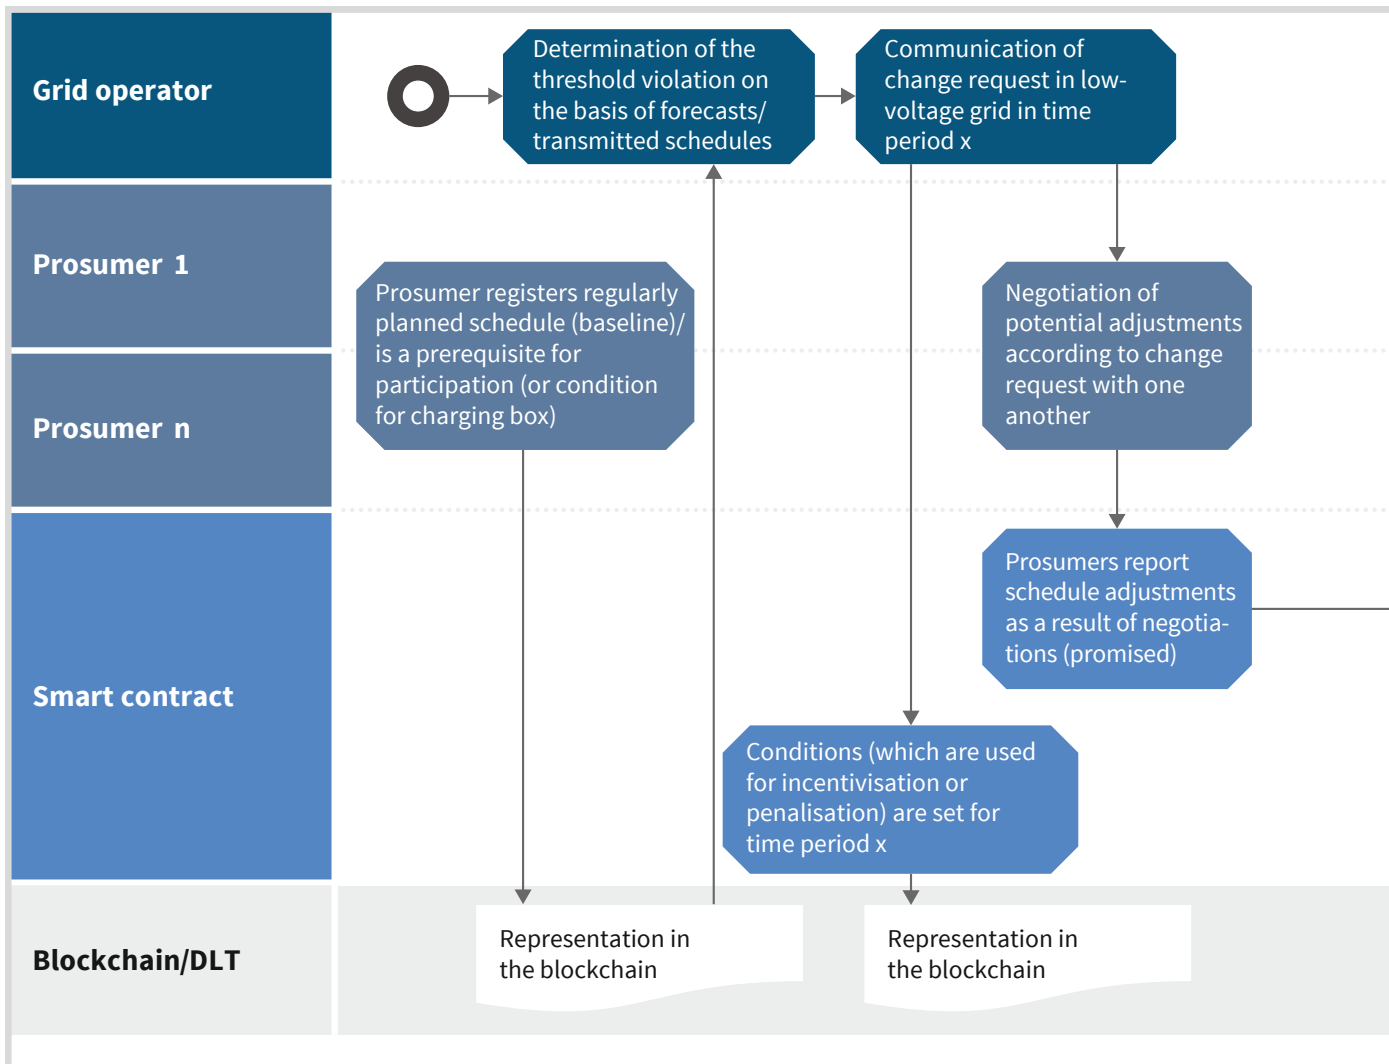 Grid operator
Determination of the
threshold violation on
the basis of forecasts/
transmitted schedules
Communication of
change request in low-
voltage grid in time
period x
Prosumer 1
Prosumer n
Prosumer registers regularly
planned schedule (baseline)/
is a prerequisite for
participation (or condition
for charging box)
Negotiation of
potential adjustments
according to change
request with one
another
Smart contract
Prosumers report
schedule adjustments
as a result of negotia-
tions (promised)
Conditions (which are used
for incentivisation or
penalisation) are set for
time period x
Blockchain/DLT
Representation in
the blockchain
Representation in
the blockchain